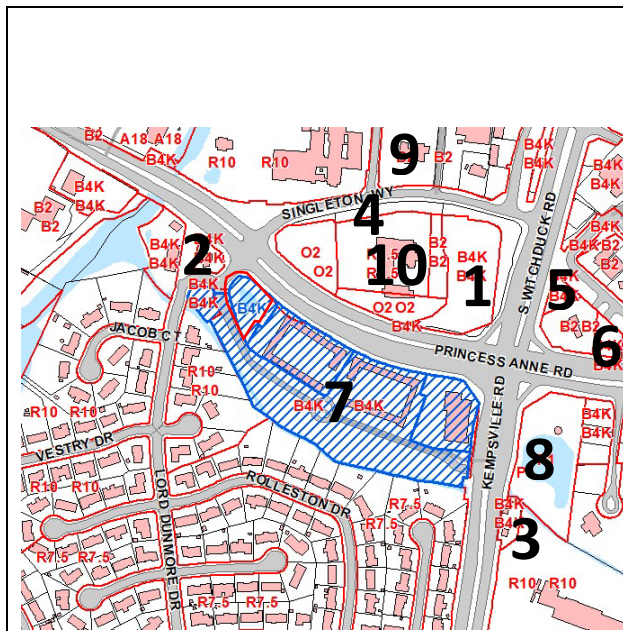 B2
A18 A18
B4K
R10
R10
9
B2
B4K
B4K
B4K
B4K
B4K
B2
B2
SINGLETON WY
4
2
B4K
B4K
B4K
B4K
O2
O2
10
B2
B2
B4K
1
O2 O2
B4K
S. WITCHDUCK RD
B4K
B4K B2
B2
5
B2 B2
6
B4K
PRINCESS ANNE RD
B4K
JACOB CT
R10
R10
7
B4K
B4K
KEMPSVILLE RD
B4K
B4K
8
R10 R10
VESTRY DR
R10
R10
LORD DUNMORE DR
ROLLESTON DR
R7.5
R7.5
B4K
B4K
3
R7.5 R7.5
R10 R10
R7.5 R7.5